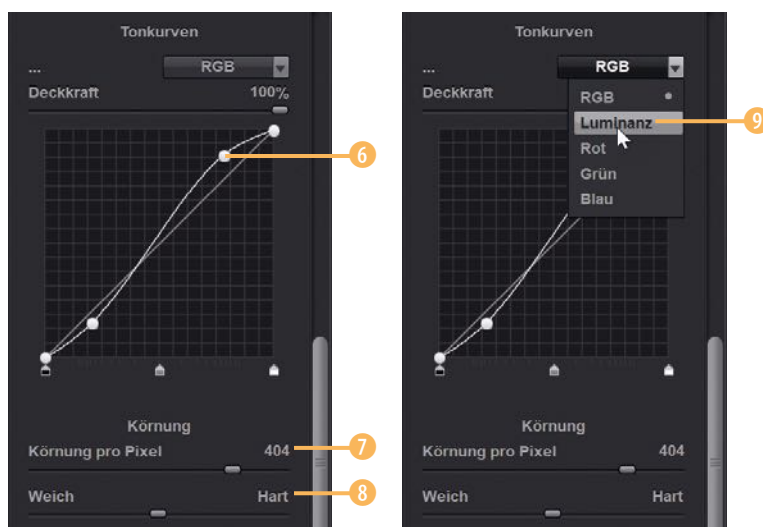 Tonkurven
... RGB
Deckkraft 100%
6
Körnung
Körnung pro Pixel 404 7
Weich Hart 8
Tonkurven
... RGB
Deckkraft
RGB
Luminanz 9
Rot
Grün
Blau
Körnung
Körnung pro Pixel 404
Weich Hart